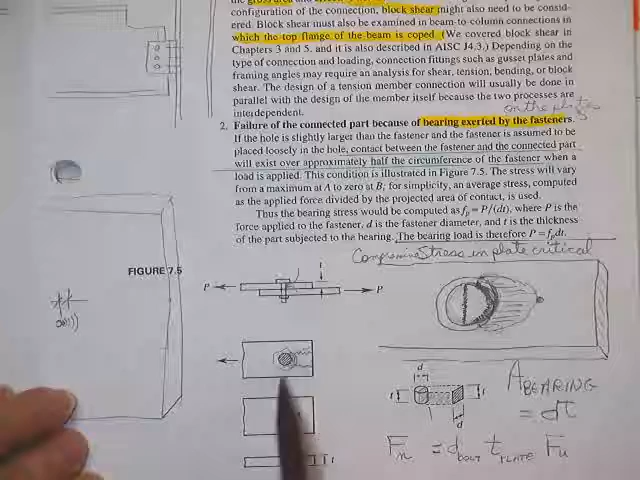 configuration of the connection, block shear might also need to be consid-
ered. Block shear must also be examined in beam-to-column connections in
which the top flange of the beam is coped. (We covered block shear in
Chapters 3 and 5, and it is also described in AISC J4.3.) Depending on the
type of connection and loading, connection fittings such as gusset plates and
framing angles may require an analysis for shear, tension, bending, or block
shear. The design of a tension member connection will usually be done in
parallel with the design of the member itself because the two processes are
interdependent.
on the plates
2. Failure of the connected part because of bearing exerted by the fasteners.
If the hole is slightly larger than the fastener and the fastener is assumed to be
placed loosely in the hole, contact between the fastener and the connected part
will exist over approximately half the circumference of the fastener when a
load is applied. This condition is illustrated in Figure 7.5. The stress will vary
from a maximum at A to zero at B; for simplicity, an average stress, computed
as the applied force divided by the projected area of contact, is used.
Thus the bearing stress would be computed as fp = P/(dt), where P is the
force applied to the fastener, d is the fastener diameter, and t is the thickness
of the part subjected to the bearing. The bearing load is therefore P = fp dt.
Compressive Stress in plate critical
FIGURE 7.5
t
P
P
d
t
t
d
t
A BEARING
= dt
Fn = d BOLT t PLATE Fu